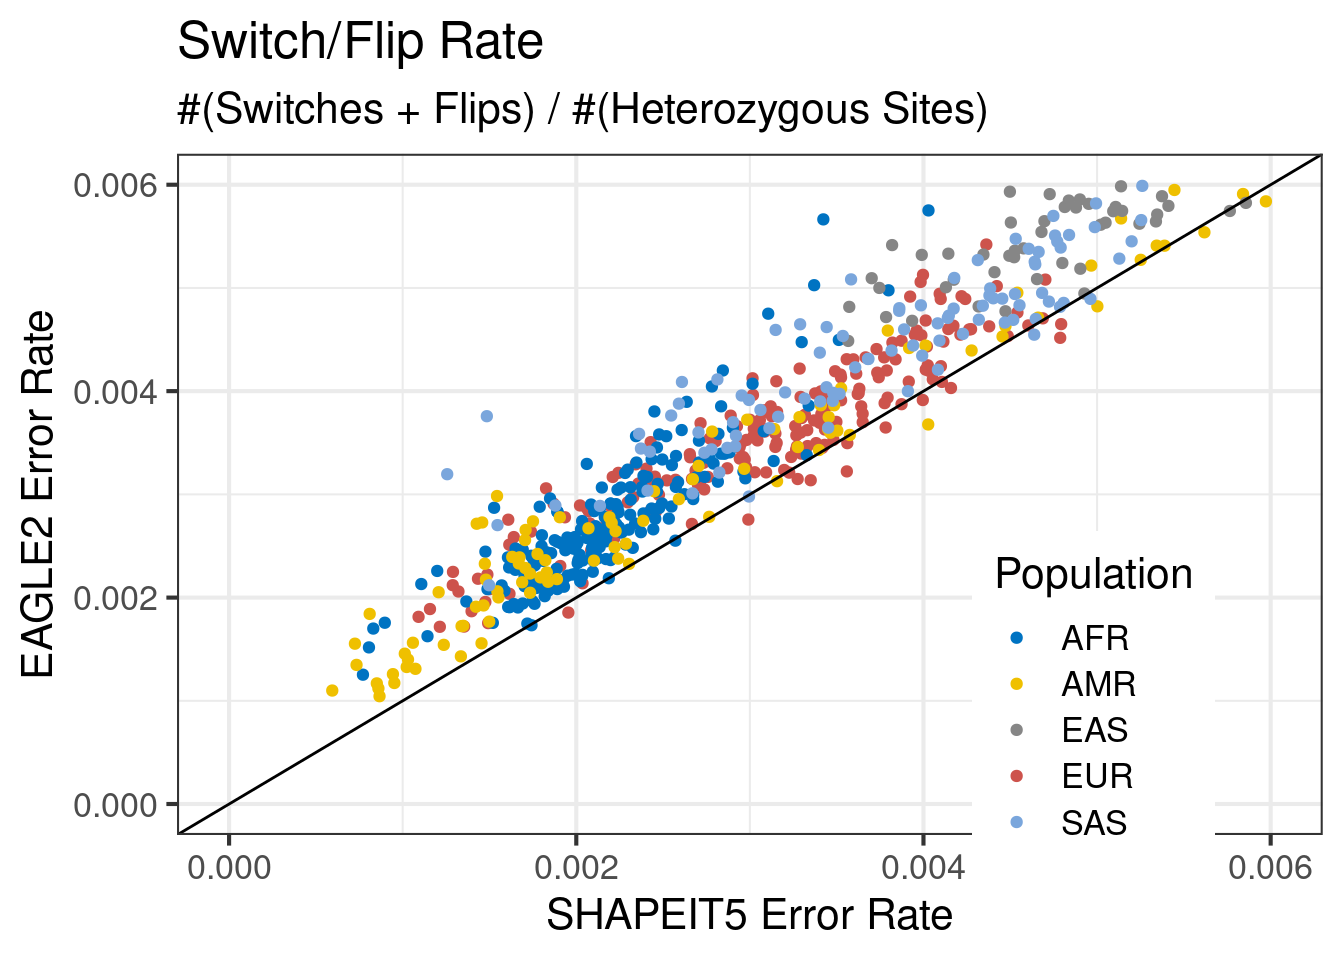 Switch/Flip Rate
#(Switches + Flips) / #(Heterozygous Sites)
0.006
0.004
0.002
0.000
EAGLE2 Error Rate
Population
AFR
AMR
EAS
EUR
SAS
0.000 0.002 0.004 0.006
SHAPEIT5 Error Rate